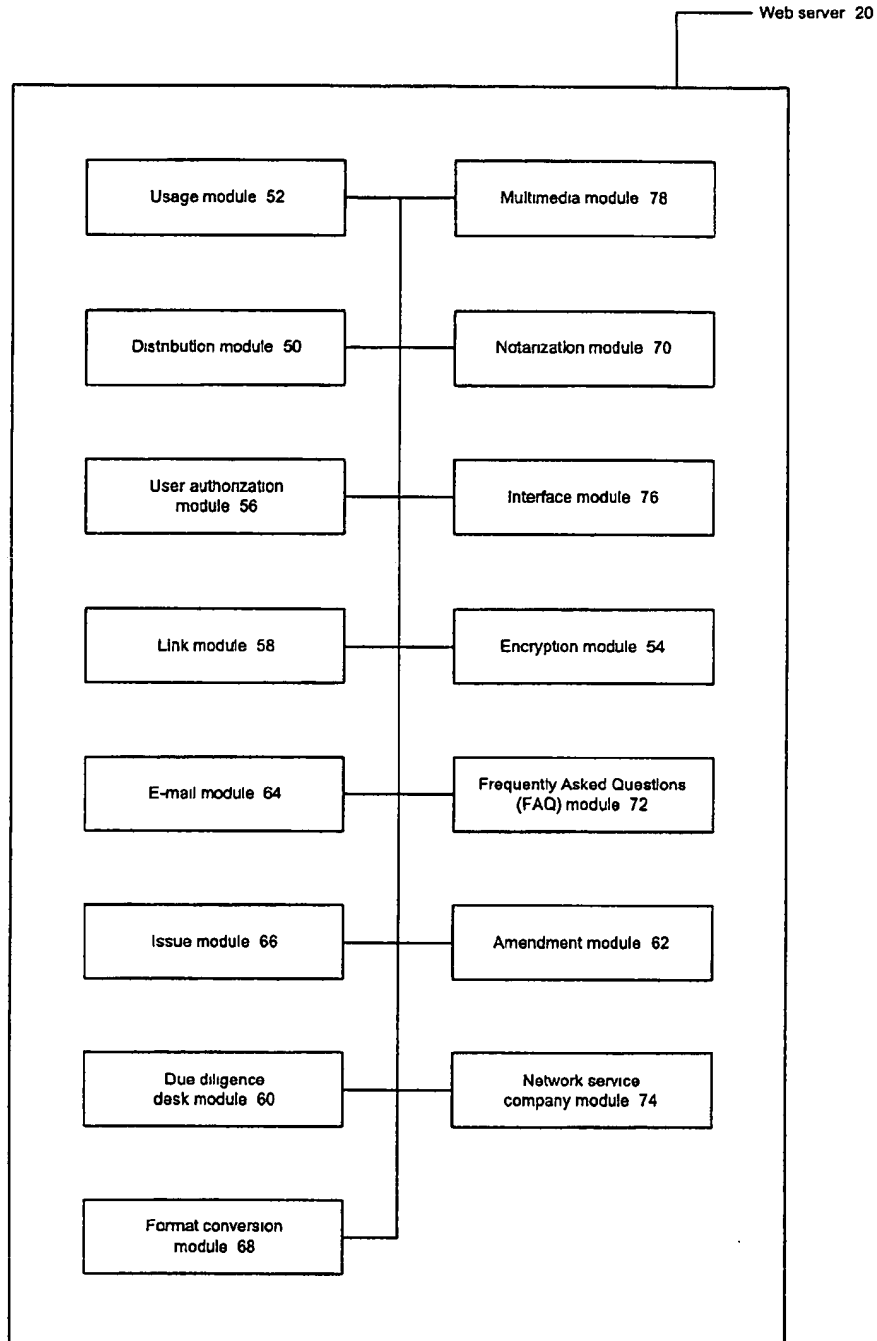 Web server 20
Usage module 52
Multimedia module 78
Distribution module 50
Notarization module 70
User authorization
module 56
Interface module 76
Link module 58
Encryption module 54
E-mail module 64
Frequently Asked Questions
(FAQ) module 72
Issue module 66
Amendment module 62
Due diligence
desk module 60
Network service
company module 74
Format conversion
module 68